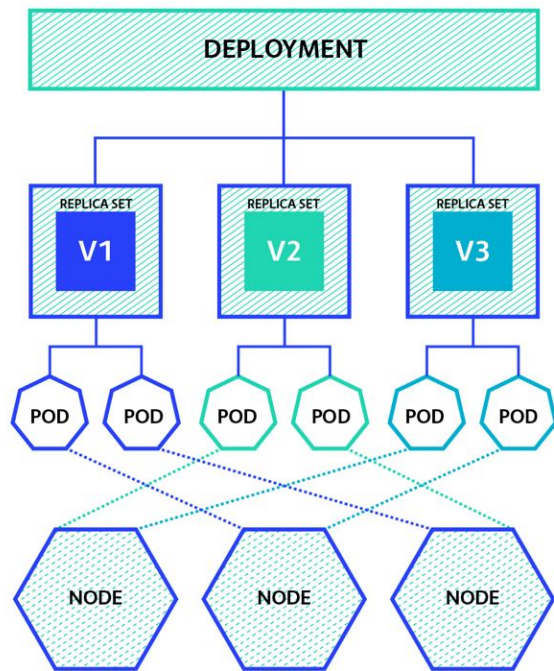 DEPLOYMENT
REPLICA SET
V1
REPLICA SET
V2
REPLICA SET
V3
POD
POD
POD
POD
POD
POD
NODE
NODE
NODE